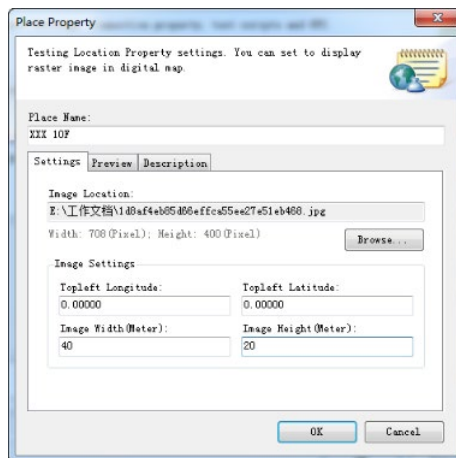 Place Property
Testing Location Property settings. You can set to display
raster image in digital map.
Place Name:
XXX 10F
Settings Preview Description
Image Location:
E:\工作文档\1d8af4eb85d66effca55ee27e51eb468.jpg
Width: 708(Pixel); Height: 400(Pixel)
Browse...
Image Settings
Topleft Longitude: Topleft Latitude:
0.00000 0.00000
Image Width(Meter): Image Height(Meter):
40 20
OK Cancel